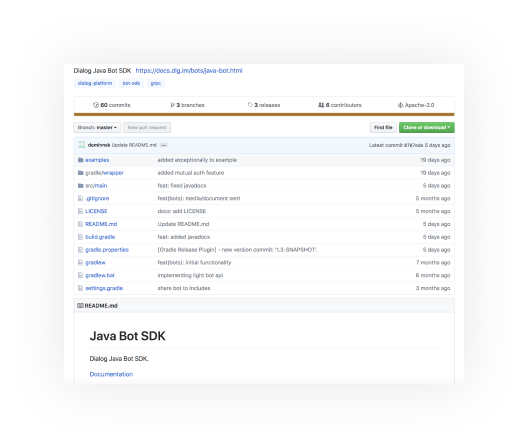 Dialog Java Bot SDK https://docs.dlg.im/bots/java-bot.html
dialog-platform bot-sdk grpc
60 commits 3 branches 3 releases 6 contributors Apache-2.0
Branch: master New pull request Find file Clone or download
deminnsk Update README.md Latest commit 5 days ago
examples added exceptionally to example 19 days ago
gradle/wrapper added mutual auth feature 19 days ago
src/main feat: fixed javadocs 5 days ago
.gitignore feat(bots): media/document sent 5 months ago
LICENSE docs: add LICENSE 5 months ago
README.md Update README.md 5 days ago
build.gradle feat: added javadocs 5 days ago
gradle.properties [Gradle Release Plugin] - new version commit: "1.3-SNAPSHOT". 5 days ago
gradlew feat(bots): initial functionality 7 months ago
gradlew.bat implementing light bot api 6 months ago
settings.gradle share bot to includes 3 months ago
README.md
Java Bot SDK
Dialog Java Bot SDK.
Documentation